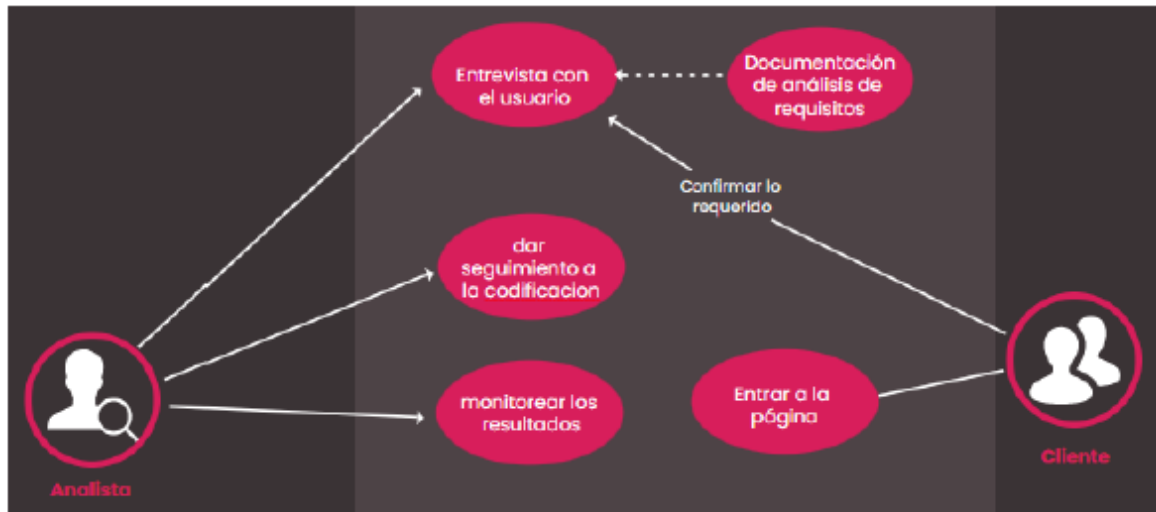 Entrevista con
el usuario
Documentación
de análisis de
requisitos
Confirmar lo
requerido
dar
seguimiento a
la codificacion
monitorear los
resultados
Entrar a la
página
Analista
Cliente